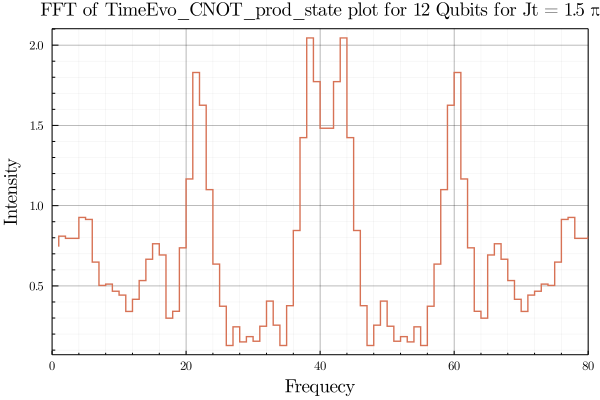 FFT of TimeEvo_CNOT_prod_state plot for 12 Qubits for Jt = 1.5 π
2.0
1.5
1.0
0.5
Intensity
0 20 40 60 80
Frequecy